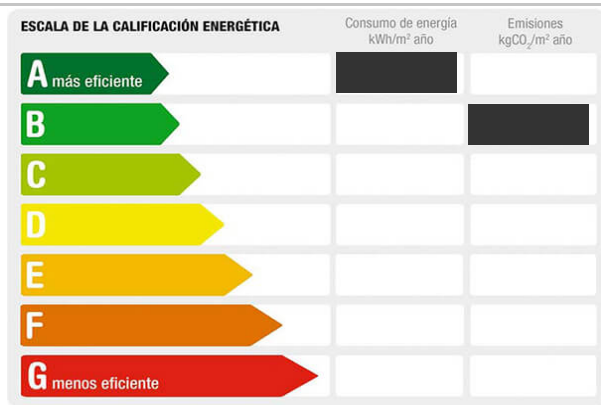 ESCALA DE LA CALIFICACIÓN ENERGÉTICA
Consumo de energía
kWh/m² año
Emisiones
kgCO₂/m² año
A más eficiente
B
C
D
E
F
G menos eficiente